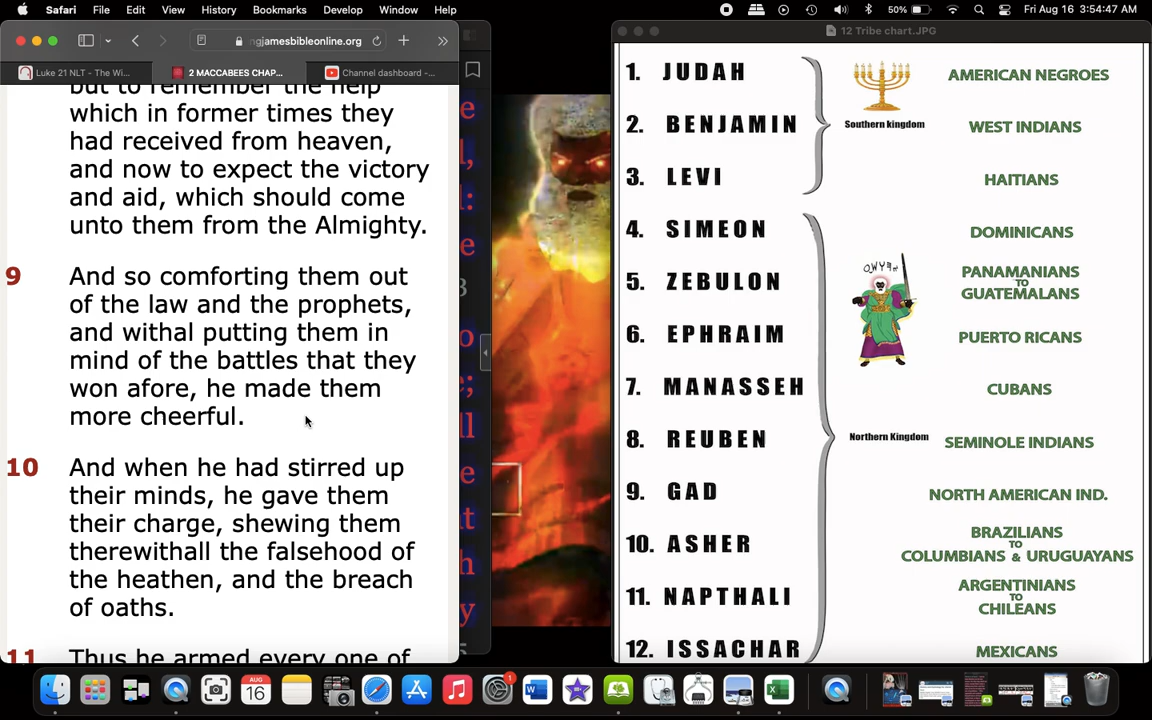 Safari File Edit View History Bookmarks Develop Window Help
50% Fri Aug 16 3:54:47 AM
ngjamesbibleonline.org
12 Tribe chart.JPG
Luke 21 NLT - The Wi...
2 MACCABEES CHAP...
Channel dashboard -...
but to remember the help
which in former times they
had received from heaven,
and now to expect the victory
and aid, which should come
unto them from the Almighty.
9 And so comforting them out
of the law and the prophets,
and withal putting them in
mind of the battles that they
won afore, he made them
more cheerful.
10 And when he had stirred up
their minds, he gave them
their charge, shewing them
therewithall the falsehood of
the heathen, and the breach
of oaths.
11 Thus he armed every one of
1. JUDAH
AMERICAN NEGROES
2. BENJAMIN
Southern kingdom
WEST INDIANS
3. LEVI
HAITIANS
4. SIMEON
DOMINICANS
5. ZEBULON
PANAMANIANS
TO
GUATEMALANS
6. EPHRAIM
PUERTO RICANS
7. MANASSEH
CUBANS
8. REUBEN
Northern Kingdom
SEMINOLE INDIANS
9. GAD
NORTH AMERICAN IND.
10. ASHER
BRAZILIANS
TO
COLUMBIANS & URUGUAYANS
11. NAPTHALI
ARGENTINIANS
TO
CHILEANS
12. ISSACHAR
MEXICANS
AUG
16
1